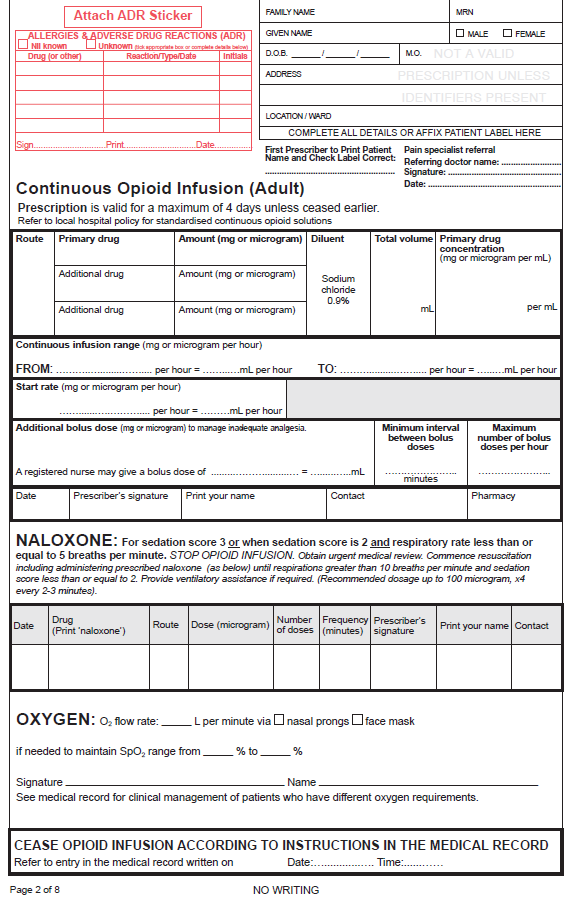 Attach ADR Sticker
ALLERGIES & ADVERSE DRUG REACTIONS (ADR)
Nil known Unknown (tick appropriate box or complete details below)
Drug (or other) Reaction/Type/Date Initials
Sign.......................... Print.......................... Date.............
FAMILY NAME MRN
GIVEN NAME MALE FEMALE
D.O.B. ______ / ______ / ______ M.O. NOT A VALID
ADDRESS PRESCRIPTION UNLESS
IDENTIFIERS PRESENT
LOCATION / WARD
COMPLETE ALL DETAILS OR AFFIX PATIENT LABEL HERE
First Prescriber to Print Patient
Name and Check Label Correct:
....................................................
Pain specialist referral
Referring doctor name: ........................
Signature: .............................................
Date: .....................................................
Continuous Opioid Infusion (Adult)
Prescription is valid for a maximum of 4 days unless ceased earlier.
Refer to local hospital policy for standardised continuous opioid solutions
Route Primary drug Amount (mg or microgram) Diluent Total volume Primary drug
concentration
(mg or microgram per mL)
Additional drug Amount (mg or microgram)
Sodium
chloride
0.9%
Additional drug Amount (mg or microgram)
mL per mL
Continuous infusion range (mg or microgram per hour)
FROM: ................................ per hour = ............mL per hour TO: ............................. per hour = ..........mL per hour
Start rate (mg or microgram per hour)
.............................. per hour = .........mL per hour
Additional bolus dose (mg or microgram) to manage inadequate analgesia.
A registered nurse may give a bolus dose of .............................. = ..............mL
Minimum interval
between bolus
doses
........................
minutes
Maximum
number of bolus
doses per hour
........................
Date Prescriber's signature Print your name Contact Pharmacy
NALOXONE: For sedation score 3 or when sedation score is 2 and respiratory rate less than or
equal to 5 breaths per minute. STOP OPIOID INFUSION. Obtain urgent medical review. Commence resuscitation
including administering prescribed naloxone (as below) until respirations greater than 10 breaths per minute and sedation
score less than or equal to 2. Provide ventilatory assistance if required. (Recommended dosage up to 100 microgram, x4
every 2-3 minutes).
Date Drug
(Print 'naloxone') Route Dose (microgram) Number
of doses Frequency
(minutes) Prescriber's
signature Print your name Contact
OXYGEN: O₂ flow rate: _____ L per minute via nasal prongs face mask
if needed to maintain SpO₂ range from _____ % to _____ %
Signature ______________________________ Name ______________________________
See medical record for clinical management of patients who have different oxygen requirements.
CEASE OPIOID INFUSION ACCORDING TO INSTRUCTIONS IN THE MEDICAL RECORD
Refer to entry in the medical record written on Date:.................. Time:............
Page 2 of 8 NO WRITING